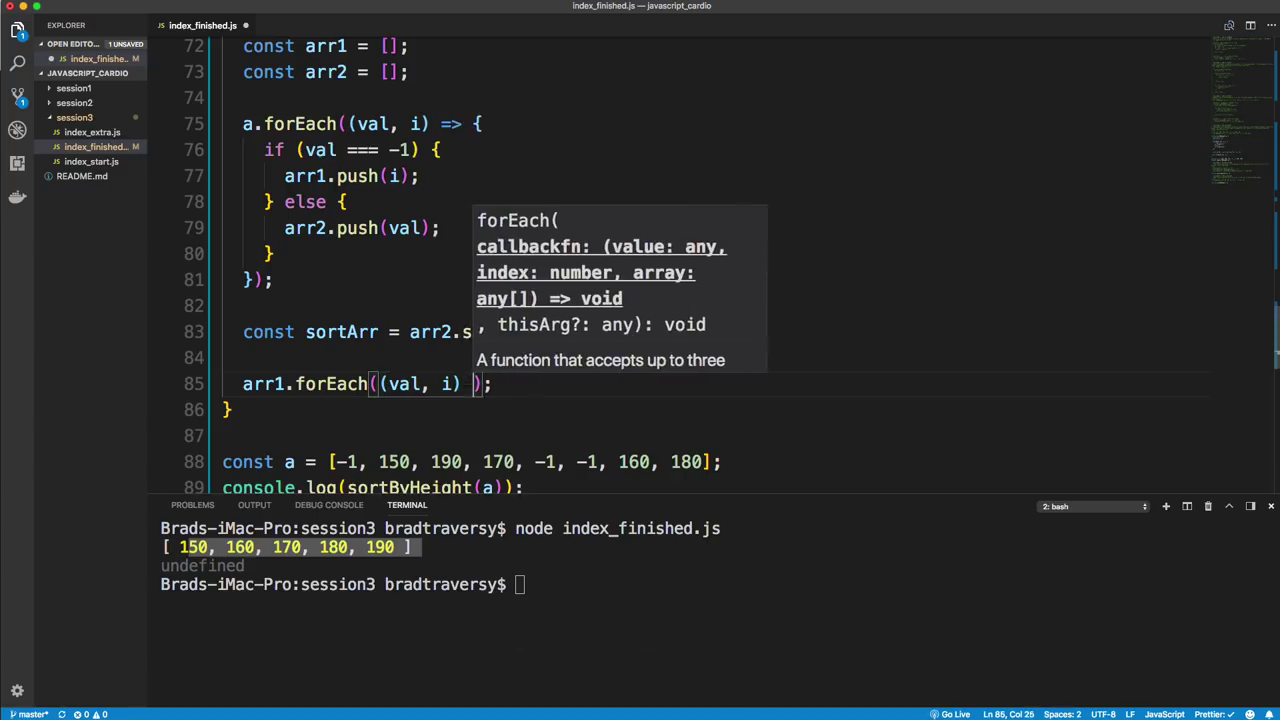 index_finished.js — javascript_cardio
EXPLORER
index_finished.js
OPEN EDITO... 1 UNSAVED
index_finishe... M
JAVASCRIPT_CARDIO
session1
session2
session3
JS index_extra.js
JS index_finished... M
JS index_start.js
README.md
72 const arr1 = [];
73 const arr2 = [];
74
75 a.forEach((val, i) => {
76 if (val === -1) {
77 arr1.push(i);
78 } else {
79 arr2.push(val);
80 }
81 });
82
83 const sortArr = arr2.s
84
85 arr1.forEach((val, i) );
86 }
87
88 const a = [-1, 150, 190, 170, -1, -1, 160, 180];
89 console.log(sortByHeight(a));
forEach(
callbackfn: (value: any,
index: number, array:
any[]) => void
, thisArg?: any): void
A function that accepts up to three
PROBLEMS OUTPUT DEBUG CONSOLE TERMINAL 2: bash
Brads-iMac-Pro:session3 bradtraversy$ node index_finished.js
[ 150, 160, 170, 180, 190 ]
undefined
Brads-iMac-Pro:session3 bradtraversy$
master* 0 0 Go Live Ln 85, Col 25 Spaces: 2 UTF-8 LF JavaScript Prettier: ✓